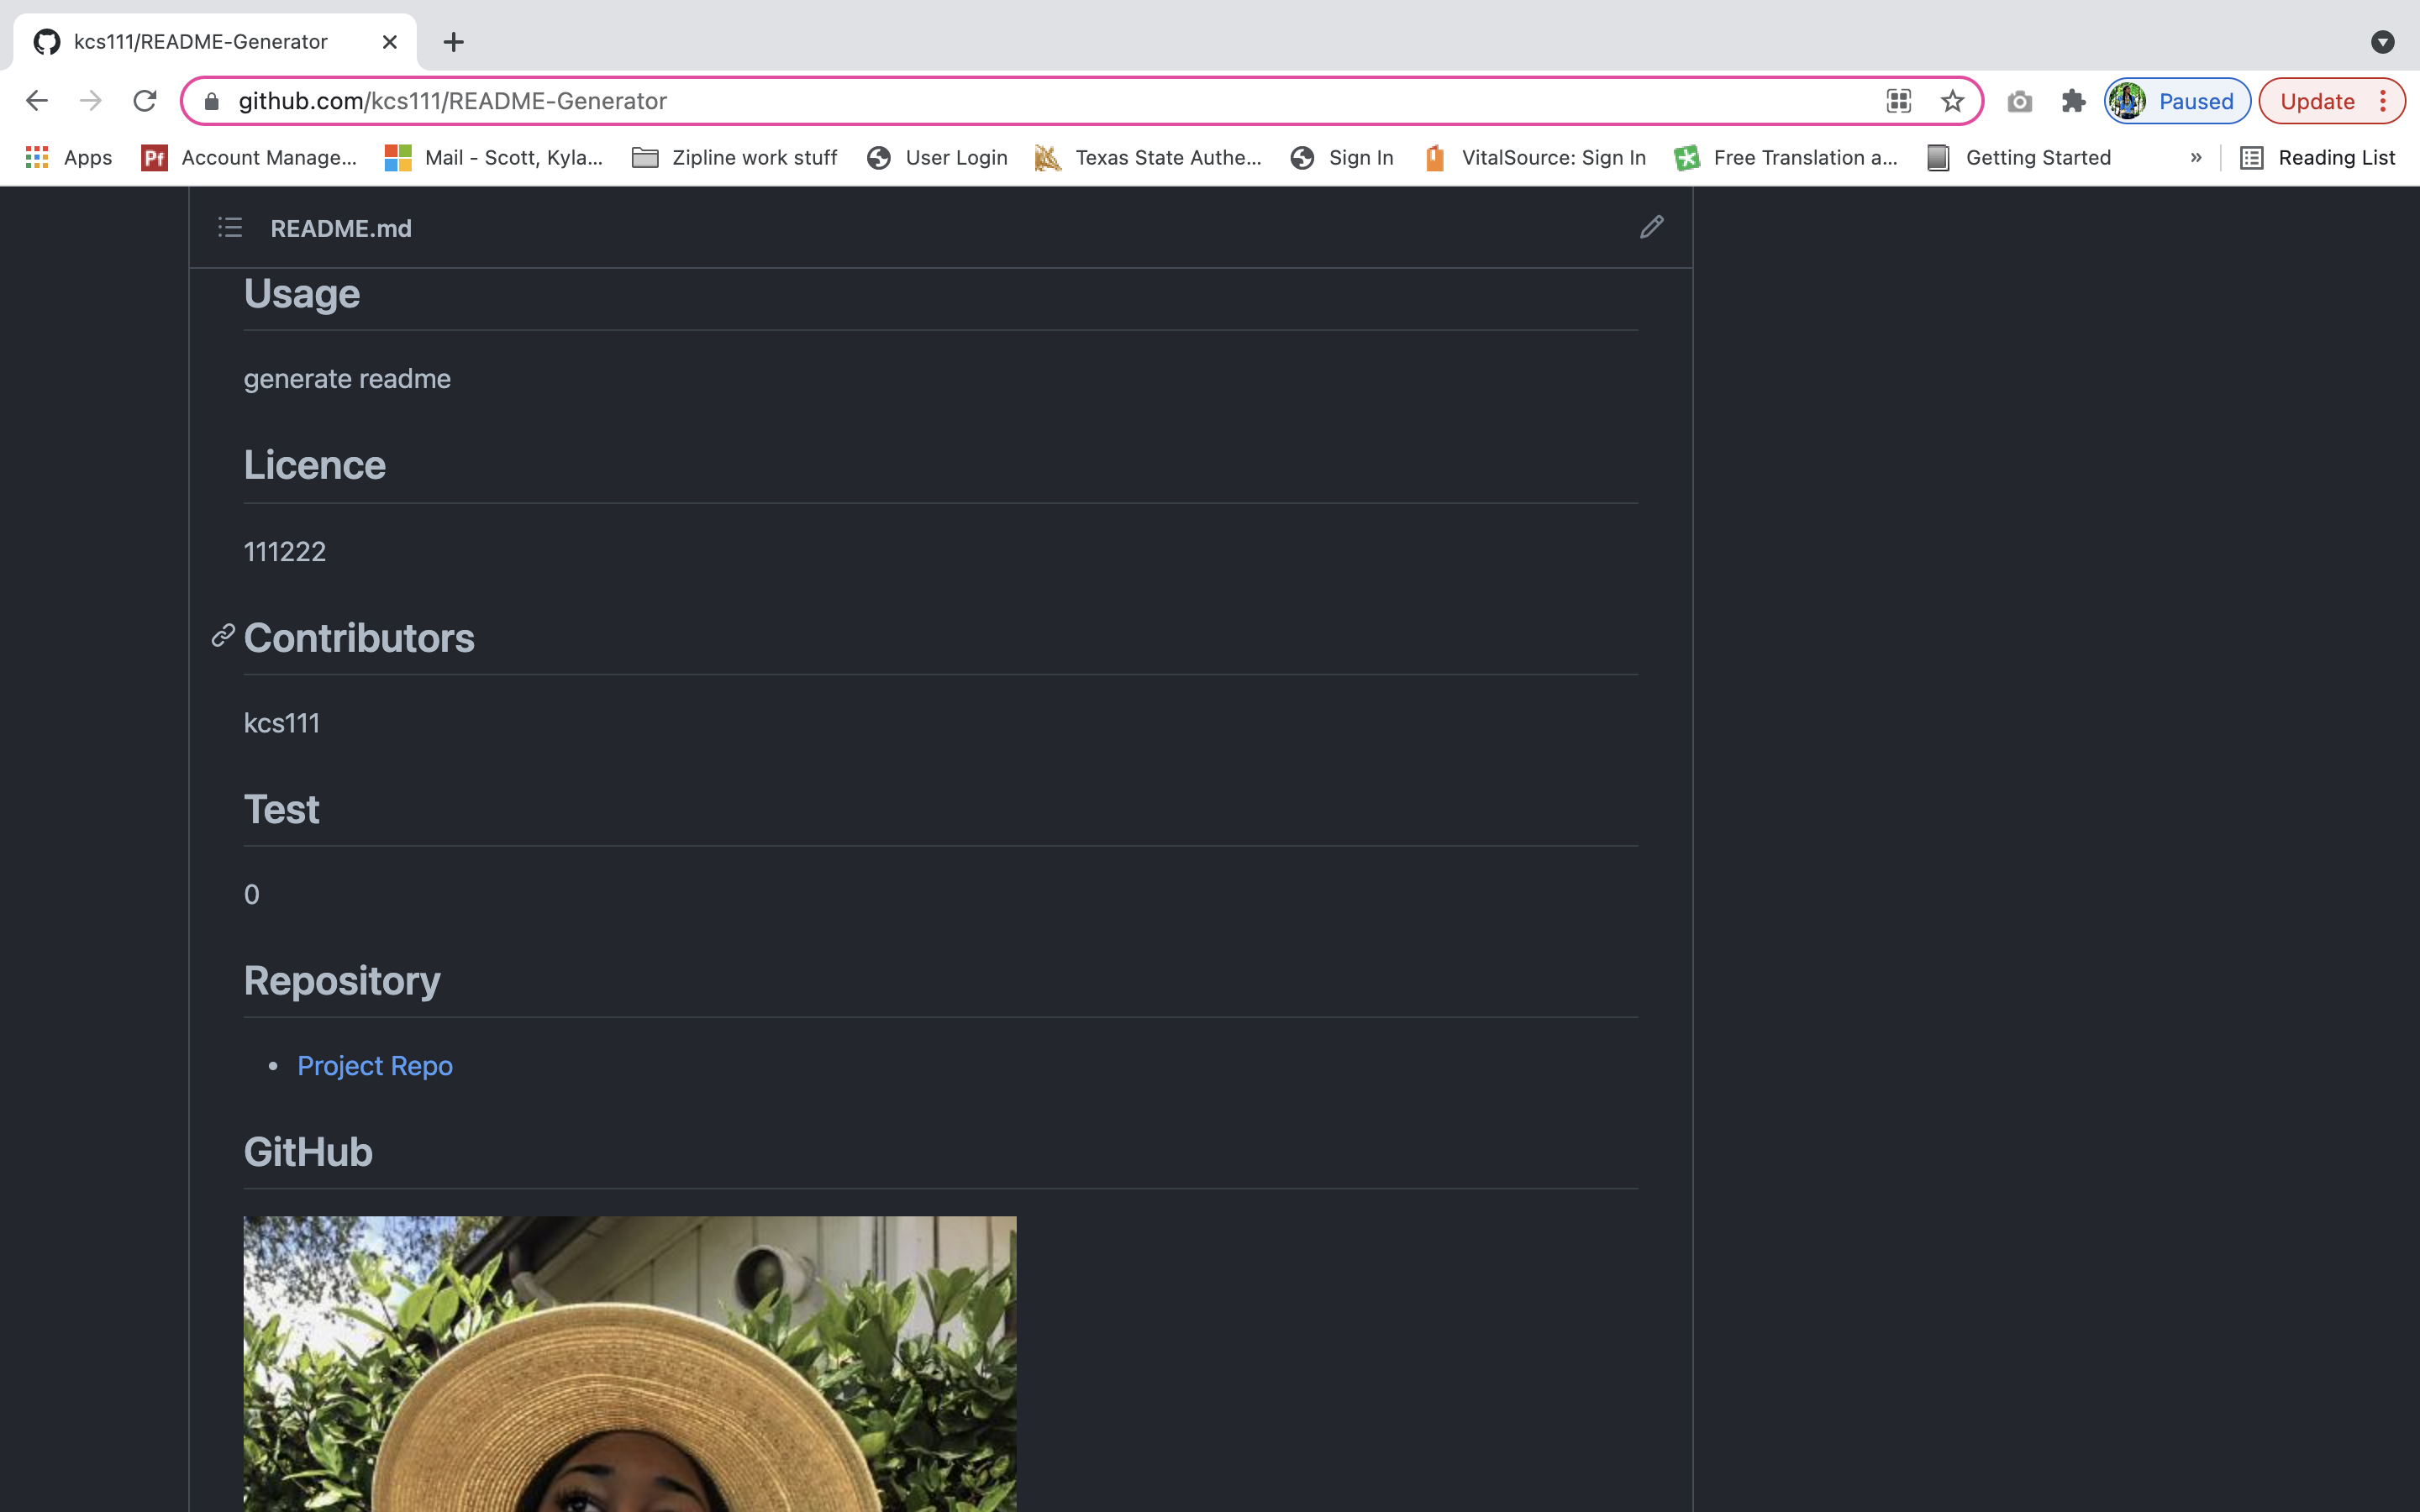 kcs111/README-Generator
github.com/kcs111/README-Generator
Paused
Update
Apps
Pf Account Manage...
Mail - Scott, Kyla...
Zipline work stuff
User Login
Texas State Authe...
Sign In
VitalSource: Sign In
Free Translation a...
Getting Started
»
Reading List
README.md
Usage
generate readme
Licence
111222
Contributors
kcs111
Test
0
Repository
• Project Repo
GitHub